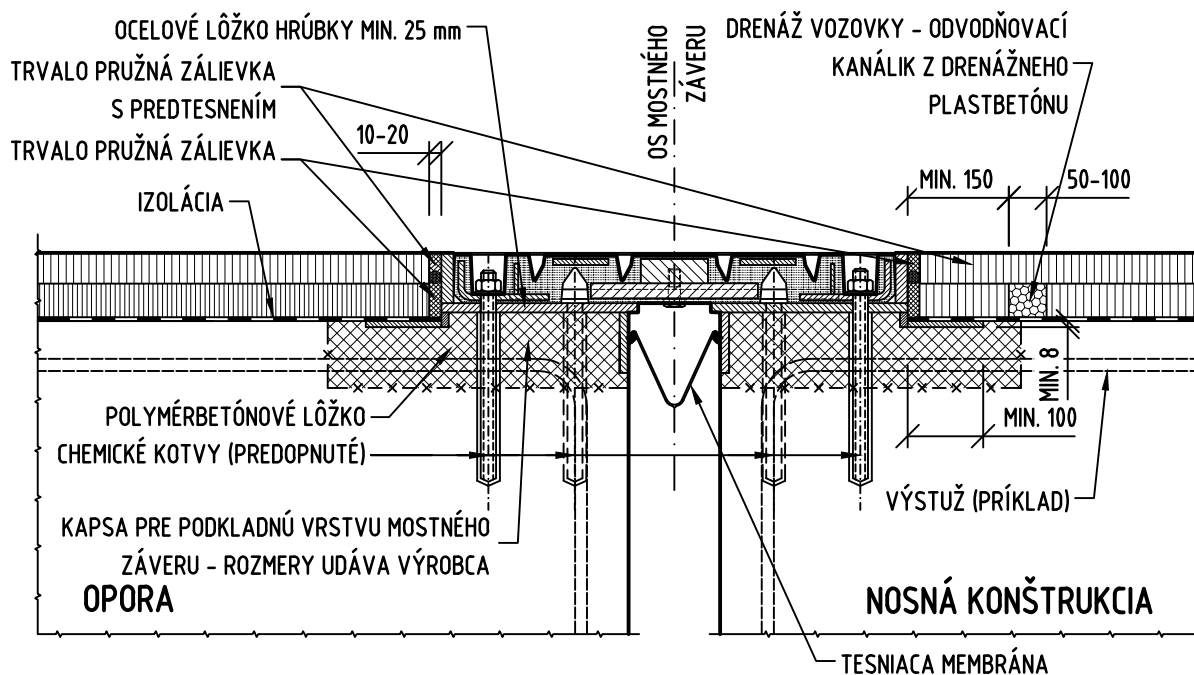 OCELOVÉ LÔŽKO HRÚBKY MIN. 25 mm
TRVALO PRUŽNÁ ZÁLIEVKA
S PREDTESNENÍM
10-20
TRVALO PRUŽNÁ ZÁLIEVKA
IZOLÁCIA
OS MOSTNÉHO
ZÁVERU
DRENÁŽ VOZOVKY - ODVODŇOVACÍ
KANÁLIK Z DRENÁŽNEHO
PLASTBETÓNU
MIN. 150
50-100
MIN. 8
MIN. 100
POLYMÉRBETÓNOVÉ LÔŽKO
CHEMICKÉ KOTVY (PREDOPNUTÉ)
VÝSTUŽ (PRÍKLAD)
KAPSA PRE PODKLADNÚ VRSTVU MOSTNÉHO
ZÁVERU - ROZMERY UDÁVA VÝROBCA
OPORA
NOSNÁ KONŠTRUKCIA
TESNIACA MEMBRÁNA